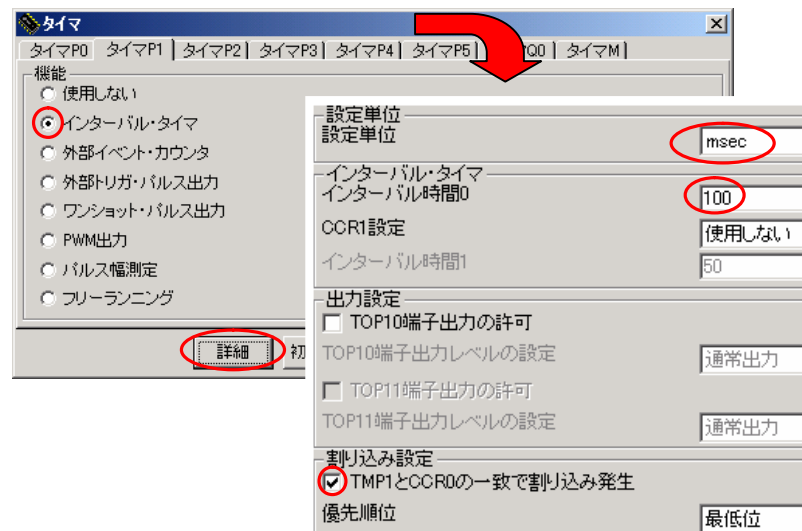 タイマ
タイマP0 タイマP1 タイマP2 タイマP3 タイマP4 タイマP5 Q0 タイマM
機能
使用しない
インターバル・タイマ
外部イベント・カウンタ
外部トリガ・パルス出力
ワンショット・パルス出力
PWM出力
パルス幅測定
フリーランニング
詳細 初
設定単位
設定単位 msec
インターバル・タイマ
インターバル時間0 100
CCR1設定 使用しない
インターバル時間1 50
出力設定
TOP10端子出力の許可
TOP10端子出力レベルの設定 通常出力
TOP11端子出力の許可
TOP11端子出力レベルの設定 通常出力
割り込み設定
TMP1とCCR0の一致で割り込み発生
優先順位 最低位